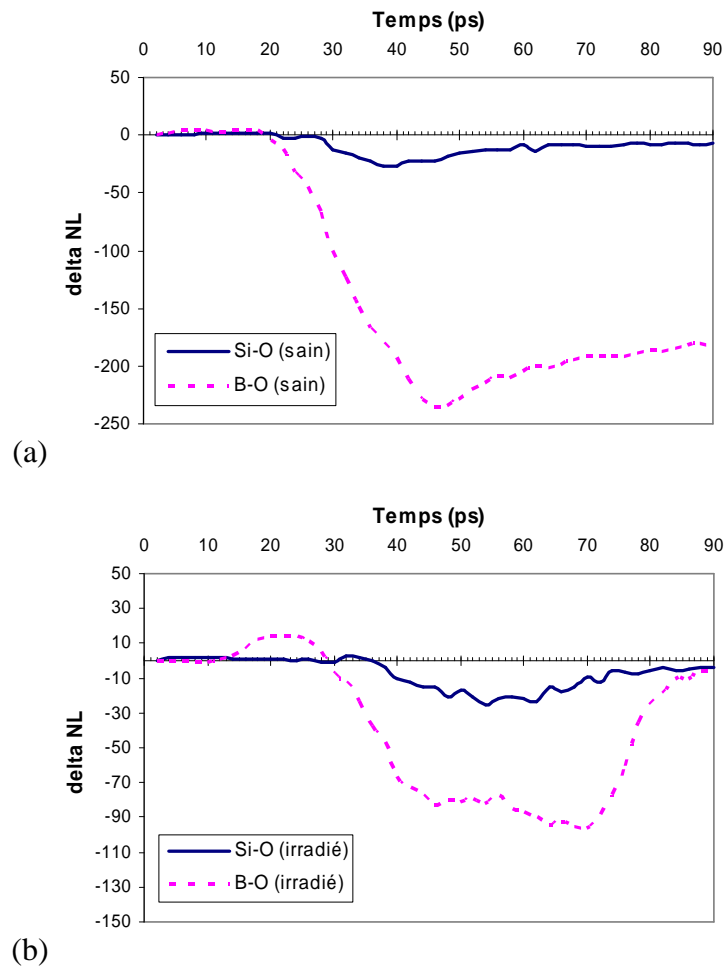 Temps (ps)
0 10 20 30 40 50 60 70 80 90
50
0
-50
-100
-150
-200
-250
delta NL
Si-O (sain)
B-O (sain)
(a)
Temps (ps)
0 10 20 30 40 50 60 70 80 90
50
30
10
-10
-30
-50
-70
-90
-110
-130
-150
delta NL
Si-O (irradié)
B-O (irradié)
(b)